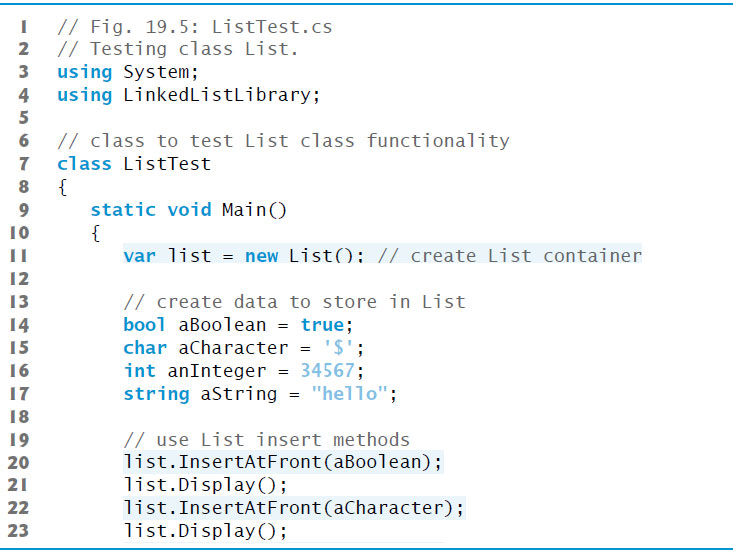 1 // Fig. 19.5: ListTest.cs
2 // Testing class List.
3 using System;
4 using LinkedListLibrary;
5
6 // class to test List class functionality
7 class ListTest
8 {
9 static void Main()
10 {
11 var list = new List(); // create List container
12
13 // create data to store in List
14 bool aBoolean = true;
15 char aCharacter = '$';
16 int anInteger = 34567;
17 string aString = "hello";
18
19 // use List insert methods
20 list.InsertAtFront(aBoolean);
21 list.Display();
22 list.InsertAtFront(aCharacter);
23 list.Display();